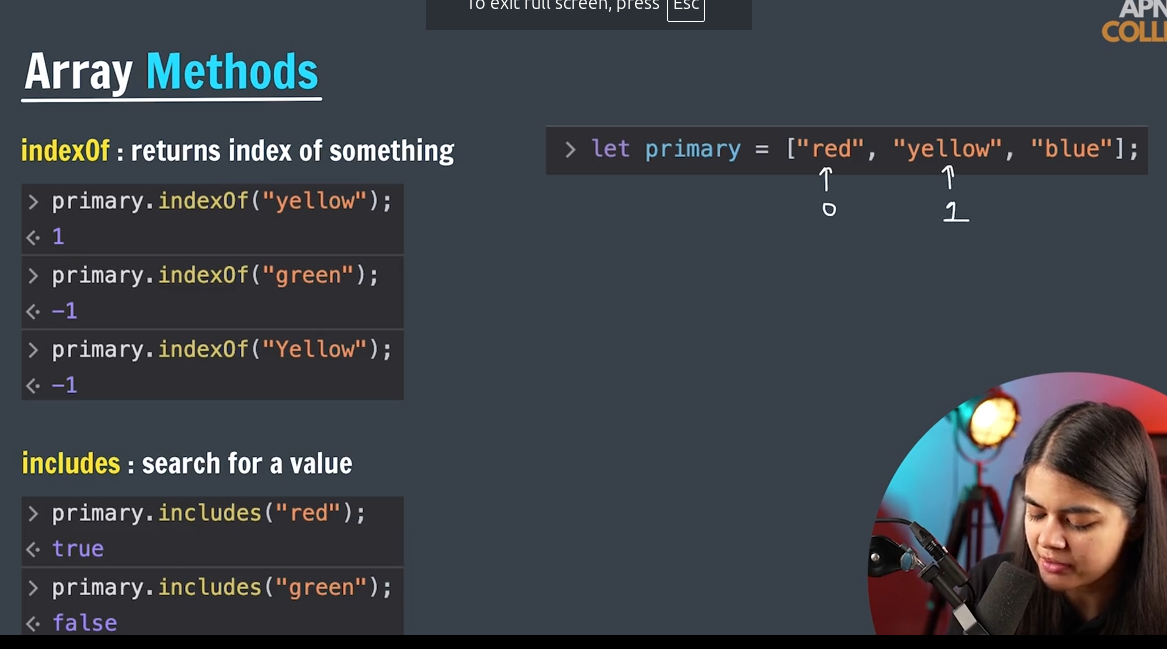 To exit full screen, press Esc
APN
COLL
Array Methods
indexOf : returns index of something
> primary.indexOf("yellow");
<· 1
> primary.indexOf("green");
<· -1
> primary.indexOf("Yellow");
<· -1
> let primary = ["red", "yellow", "blue"];
0 1
includes : search for a value
> primary.includes("red");
<· true
> primary.includes("green");
<· false